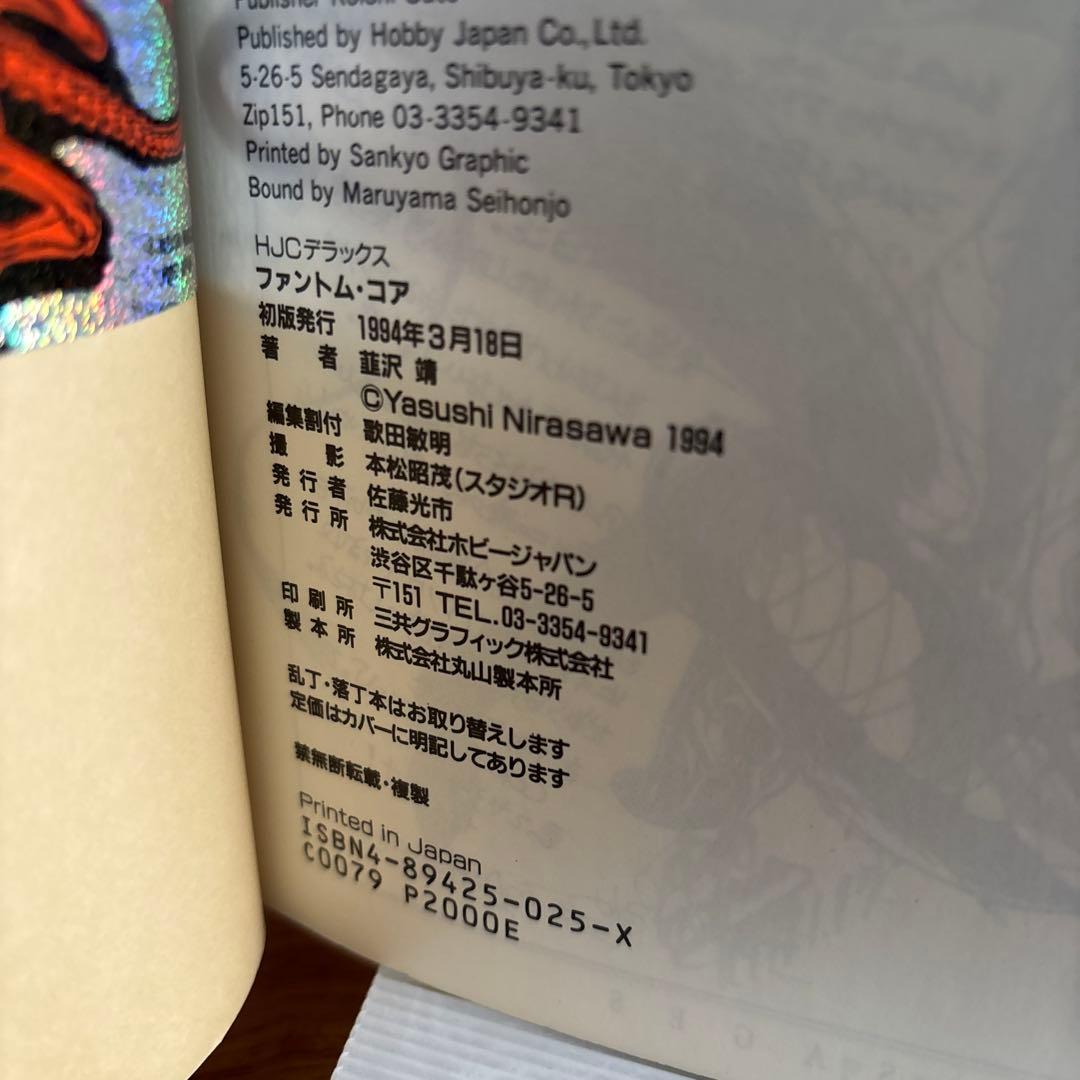 Published by Hobby Japan Co., Ltd.
5-26-5 Sendagaya, Shibuya-ku, Tokyo
Zip151, Phone 03-3354-9341
Printed by Sankyo Graphic
Bound by Maruyama Seihonjo
HJCデラックス
ファントム・コア
初版発行 1994年3月18日
著 者 韮沢 靖
©Yasushi Nirasawa 1994
編集割付 歌田敏明
撮 影 本松昭茂(スタジオR)
発行者 佐藤光市
発行所 株式会社ホビージャパン
渋谷区千駄ヶ谷5-26-5
〒151 TEL.03-3354-9341
印刷所 三共グラフィック株式会社
製本所 株式会社丸山製本所
乱丁・落丁本はお取り替えします
定価はカバーに明記してあります
禁無断転載・複製
Printed in Japan
ISBN4-89425-025-X
C0079 P2000E